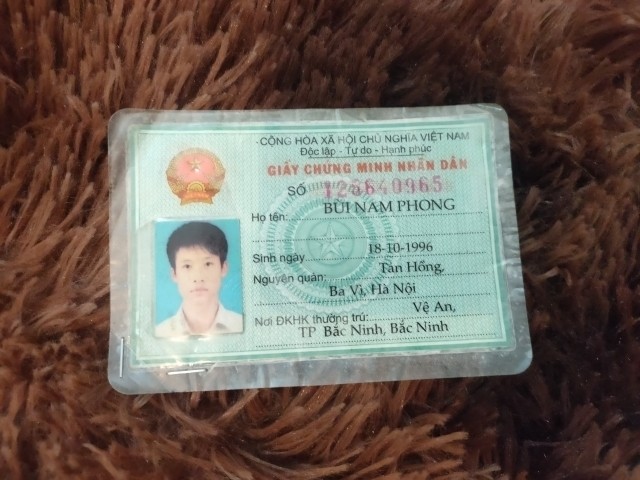 CỘNG HÒA XÃ HỘI CHỦ NGHĨA VIỆT NAM
Độc lập - Tự do - Hạnh phúc
GIẤY CHỨNG MINH NHÂN DÂN
SỐ 125640965
BÙI NAM PHONG
Họ tên:
Sinh ngày 18-10-1996
Nguyên quán: Tản Hồng,
Ba Vì, Hà Nội
Nơi ĐKHK thường trú: Vệ An,
TP Bắc Ninh, Bắc Ninh